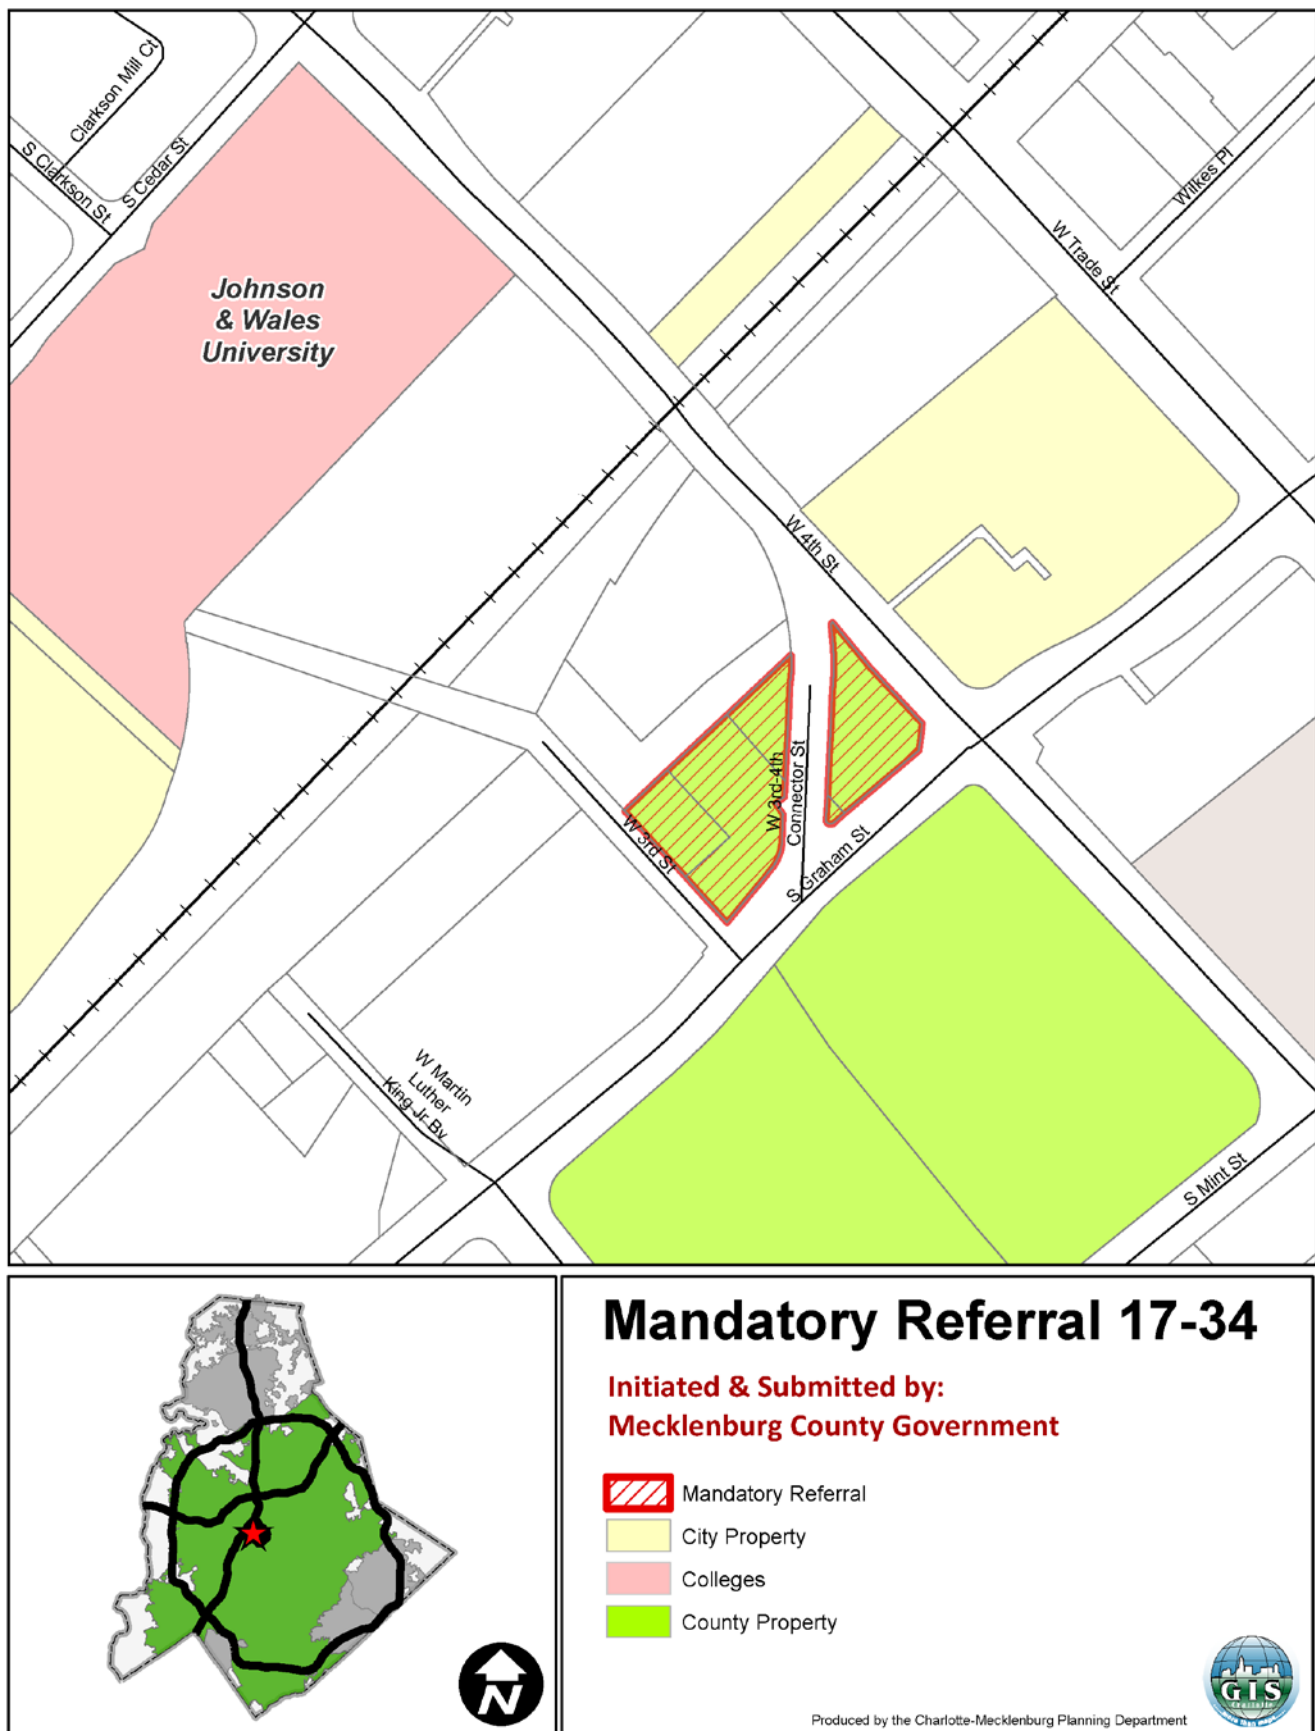 Clarkson Mill Ct
S Clarkson St
S Cedar St
Johnson
& Wales
University
Wilkes Pl
W Trade St
W 4th St
W 3rd-4th
Connector St
W 3rd St
S Graham St
W Martin
Luther
King Jr Bv
S Mint St
N
Mandatory Referral 17-34
Initiated & Submitted by:
Mecklenburg County Government
Mandatory Referral
City Property
Colleges
County Property
GIS
Produced by the Charlotte-Mecklenburg Planning Department